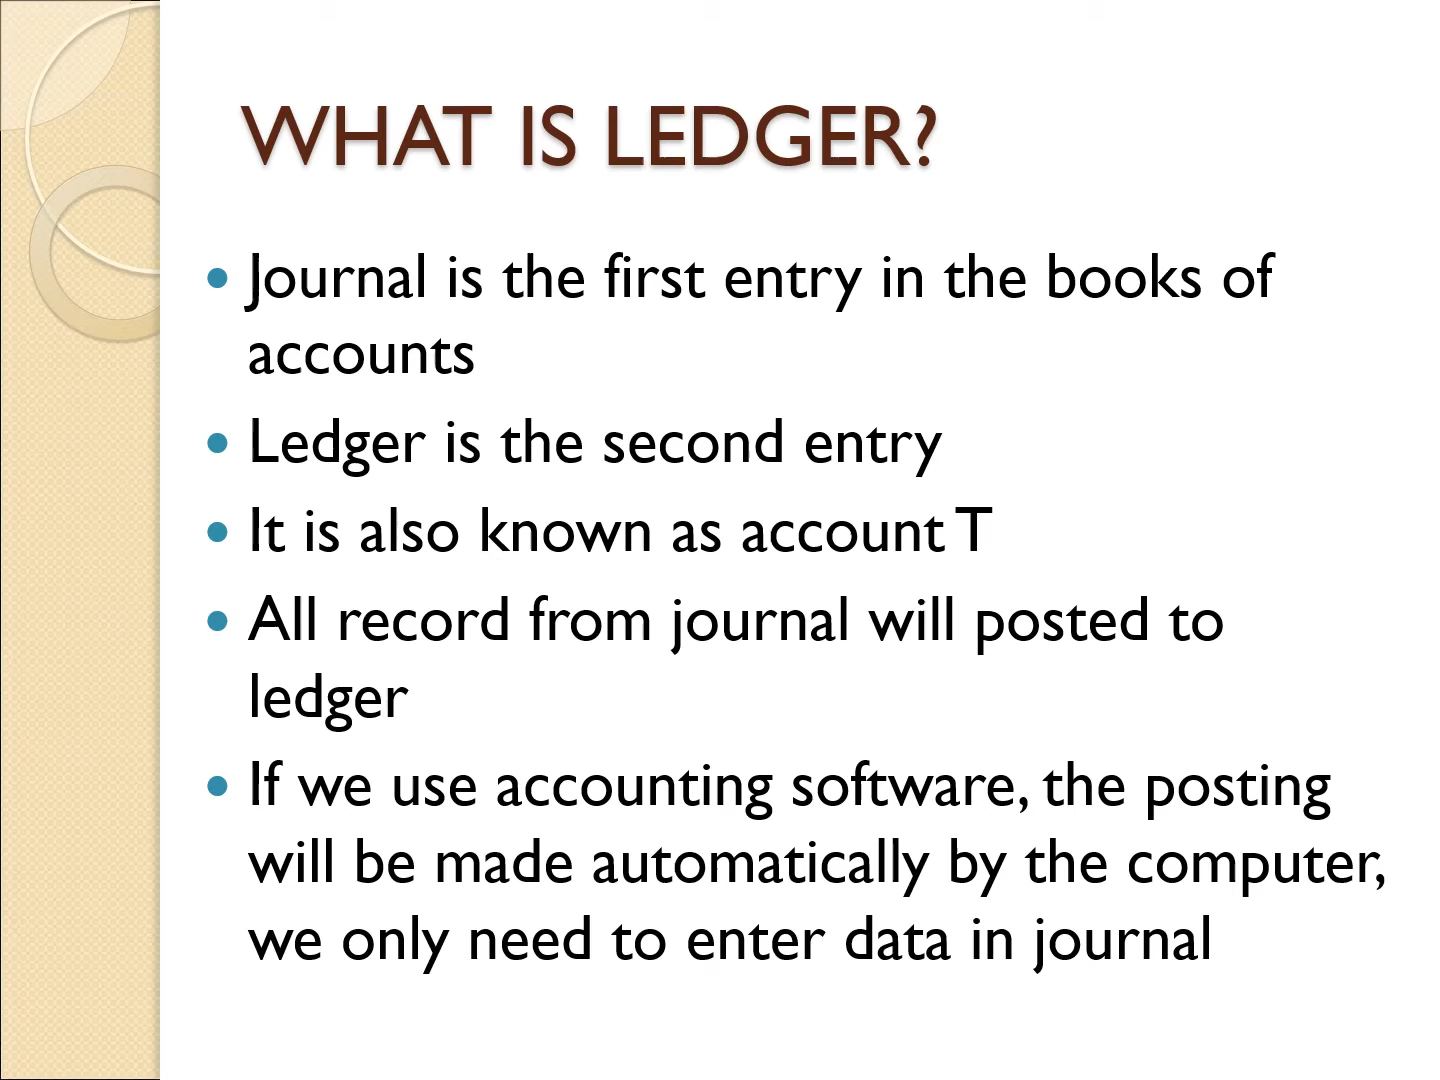 WHAT IS LEDGER?
• Journal is the first entry in the books of
accounts
• Ledger is the second entry
• It is also known as account T
• All record from journal will posted to
ledger
• If we use accounting software, the posting
will be made automatically by the computer,
we only need to enter data in journal